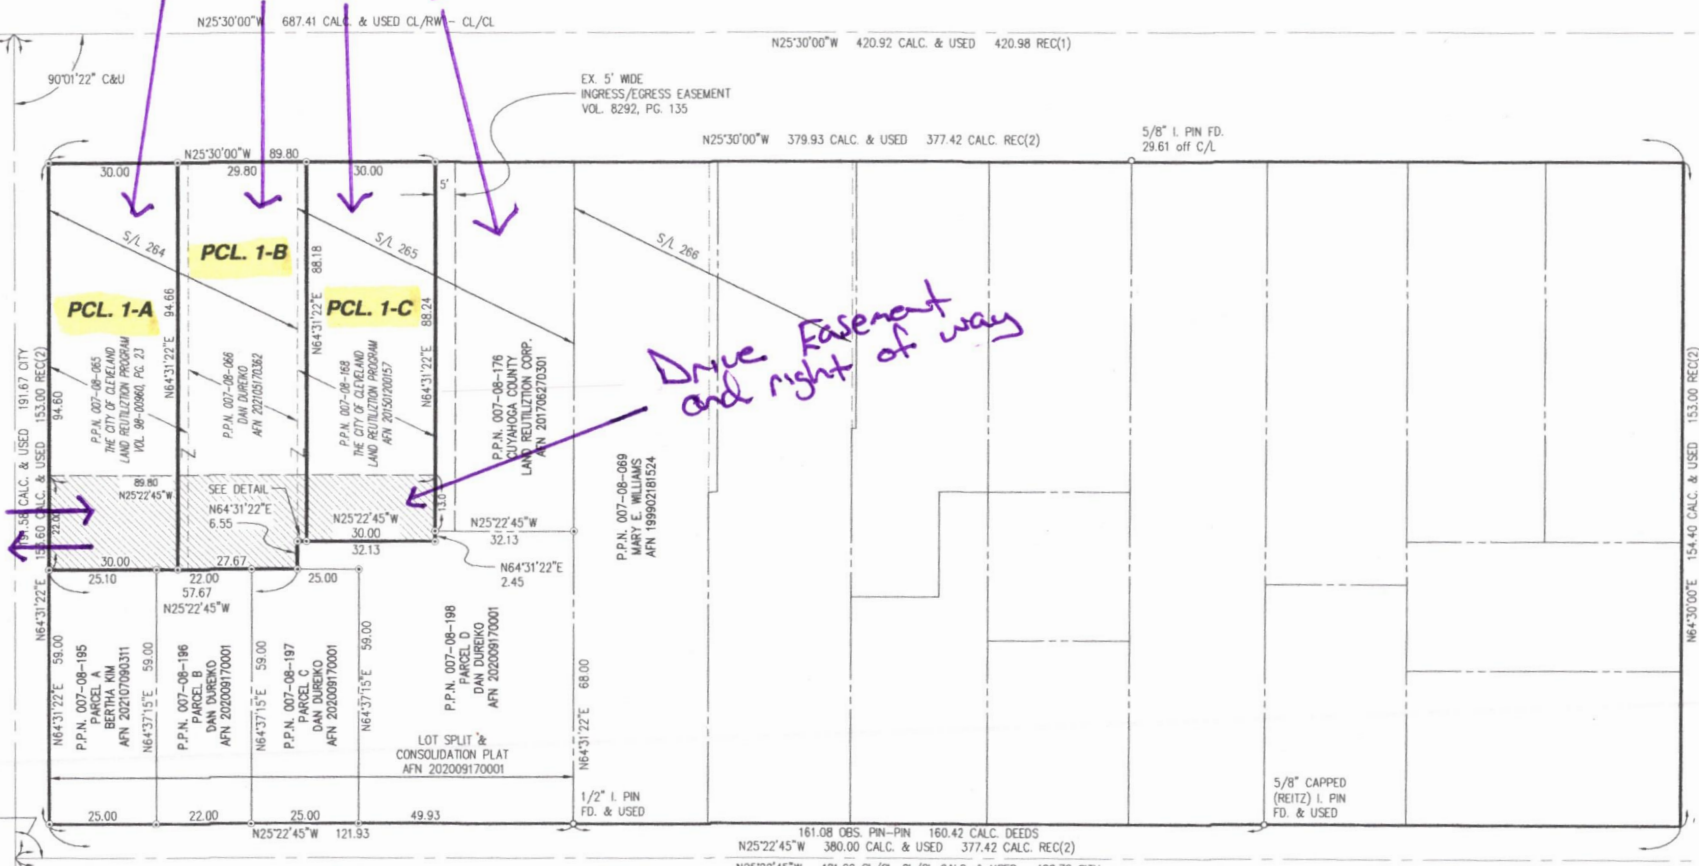 N25°30'00"W 687.41 CALC. & USED CL/RW - CL/CL
N25°30'00"W 420.92 CALC. & USED 420.98 REC(1)
90°01'22" C&U
EX. 5' WIDE
INGRESS/EGRESS EASEMENT
VOL. 8292, PG. 135
N25°30'00"W 379.93 CALC. & USED 377.42 CALC. REC(2)
5/8" I. PIN FD.
29.61 off C/L
N25°30'00"W 89.80
30.00
29.80
30.00
5'
S/L 264
S/L 265
S/L 266
PCL. 1-A
PCL. 1-B
PCL. 1-C
N64°31'22"E 94.66
N64°31'22"E 88.18
N64°31'22"E 88.24
94.60
191.58 CALC. & USED 191.67 CITY
153.60 CALC. & USED 153.00 REC(2)
P.P.N. 007-08-065
THE CITY OF CLEVELAND
LAND REUTILIZTION PROGRAM
VOL. 98-00960, PG. 23
P.P.N. 007-08-066
DAN DUREIKO
AFN 202105170362
P.P.N. 007-08-168
THE CITY OF CLEVELAND
LAND REUTILIZTION PROGRAM
AFN 201501200157
P.P.N. 007-08-176
CUYAHOGA COUNTY
LAND REUTILIZTION CORP.
AFN 201706270301
P.P.N. 007-08-069
MARY E. WILLIAMS
AFN 199902181524
Drive Easement
and right of way
89.80
N25°22'45"W
22.00
SEE DETAIL
N64°31'22"E
6.55
N25°22'45"W
30.00
32.13
13.0
N25°22'45"W
32.13
N64°31'22"E
2.45
30.00
27.67
25.10
22.00
25.00
57.67
N25°22'45"W
N64°31'22"E
N64°31'22"E 59.00
P.P.N. 007-08-195
PARCEL A
BERTHA KIM
AFN 202107090311
N64°37'15"E 59.00
P.P.N. 007-08-196
PARCEL B
DAN DUREIKO
AFN 202009170001
N64°37'15"E 59.00
P.P.N. 007-08-197
PARCEL C
DAN DUREIKO
AFN 202009170001
N64°37'15"E 59.00
P.P.N. 007-08-198
PARCEL D
DAN DUREIKO
AFN 202009170001
N64°31'22"E 68.00
LOT SPLIT &
CONSOLIDATION PLAT
AFN 202009170001
1/2" I. PIN
FD. & USED
5/8" CAPPED
(REITZ) I. PIN
FD. & USED
N64°30'00"E 154.40 CALC. & USED 153.00 REC(2)
25.00
22.00
25.00
49.93
N25°22'45"W 121.93
161.08 OBS. PIN-PIN 160.42 CALC. DEEDS
N25°22'45"W 380.00 CALC. & USED 377.42 CALC. REC(2)